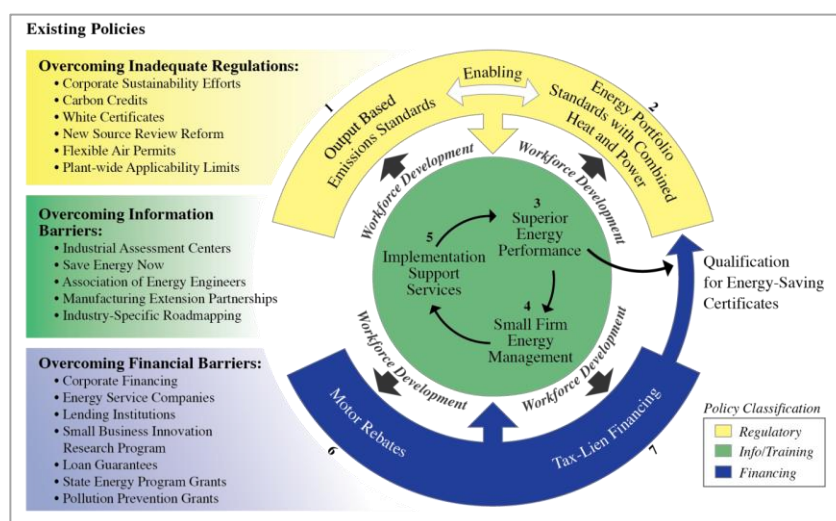 Existing Policies
Overcoming Inadequate Regulations:
• Corporate Sustainability Efforts
• Carbon Credits
• White Certificates
• New Source Review Reform
• Flexible Air Permits
• Plant-wide Applicability Limits
Overcoming Information
Barriers:
• Industrial Assessment Centers
• Save Energy Now
• Association of Energy Engineers
• Manufacturing Extension Partnerships
• Industry-Specific Roadmapping
Overcoming Financial Barriers:
• Corporate Financing
• Energy Service Companies
• Lending Institutions
• Small Business Innovation
Research Program
• Loan Guarantees
• State Energy Program Grants
• Pollution Prevention Grants
1
Output Based
Emissions Standards
Enabling
2
Energy Portfolio
Standards with Combined
Heat and Power
Workforce Development
Workforce Development
3
Superior
Energy
Performance
5
Implementation
Support
Services
4
Small Firm
Energy
Management
Workforce Development
Workforce Development
Qualification
for Energy-Saving
Certificates
Motor Rebates
6
Tax-Lien Financing
7
Policy Classification
Regulatory
Info/Training
Financing